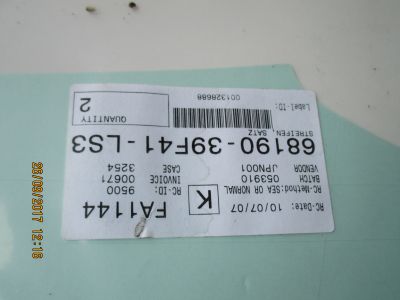 RC-Date: 10/07/07 K FA1144
RC-Method:SEA OR NORMAL RC-ID: 9500
BATCH 053910 INVOICE 00671
VENDOR JPN001 CASE 3254
68190-39F41-LS3
STREIFEN, SATZ
Label-ID: QUANTITY
001328688 2
28/09/2017 12:16